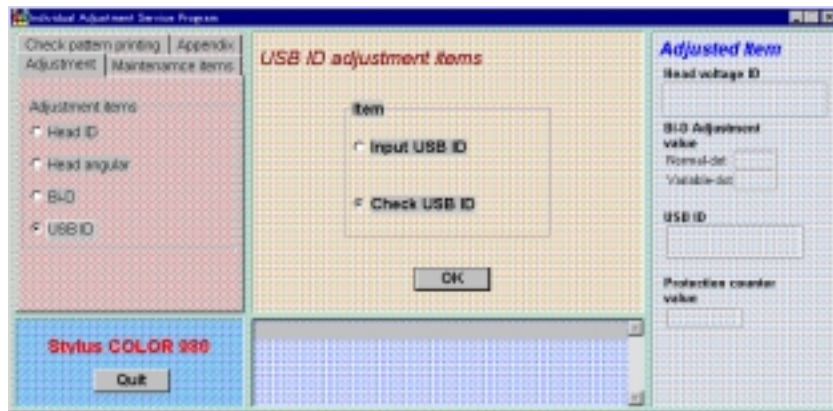 Individual Adjustment Service Program
Check pattern printing
Appendix
Adjustment
Maintenamce items
Adjustment items
Head ID
Head angular
Bi-D
USB ID
USB ID adjustment items
Item
Input USB ID
Check USB ID
OK
Adjusted Item
Head voltage ID
Bi-D Adjustment
value
Normal-dot
Variable-dot
USB ID
Protection counter
value
Stylus COLOR 980
Quit